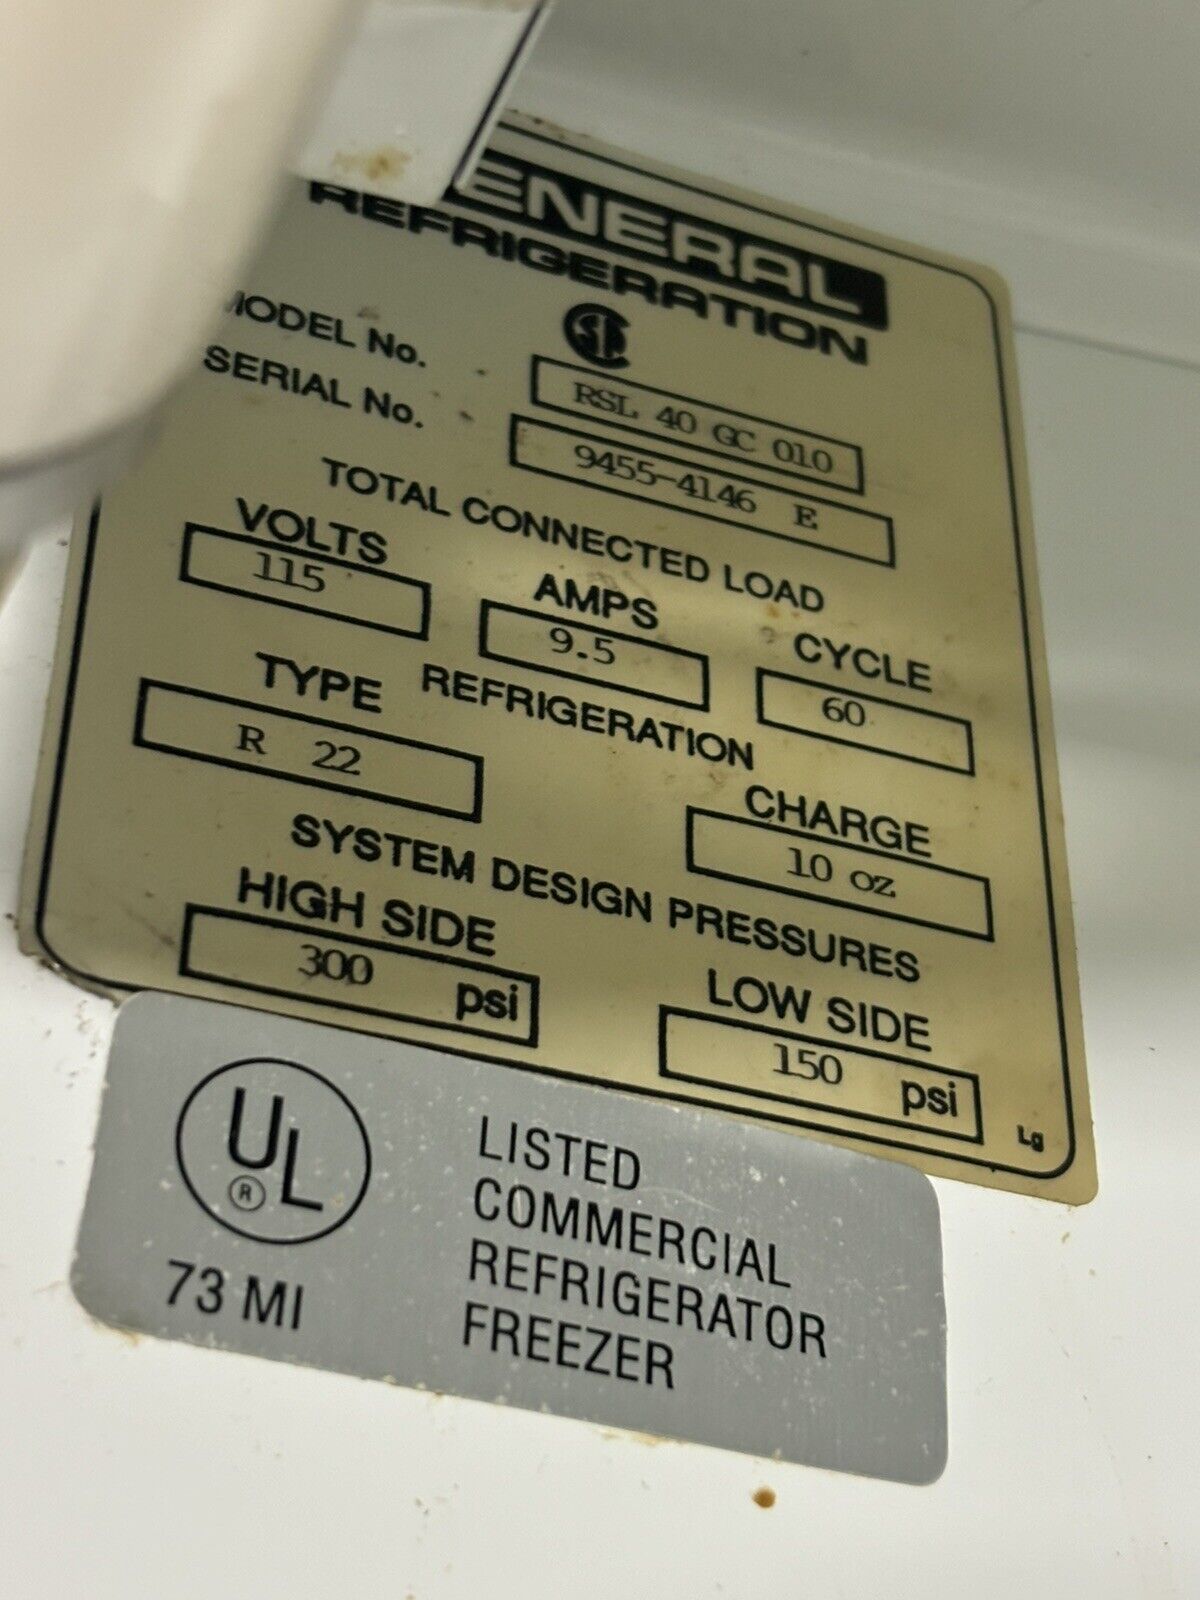 ENERAL
REFRIGERATION
MODEL No. RSL 40 GC 010
SERIAL No. 9455-4146 E
TOTAL CONNECTED LOAD
VOLTS AMPS CYCLE
115 9.5 60
REFRIGERATION
TYPE CHARGE
R 22 10 oz
SYSTEM DESIGN PRESSURES
HIGH SIDE LOW SIDE
300 psi 150 psi
Lg
UL ®
73 MI
LISTED
COMMERCIAL
REFRIGERATOR
FREEZER